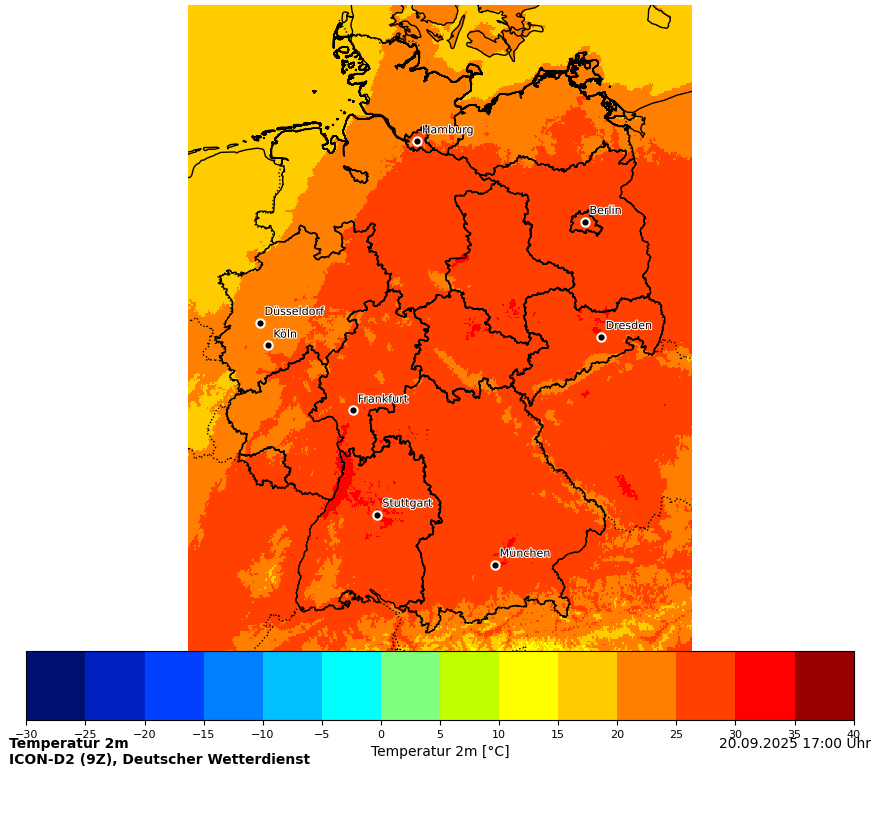 Hamburg
Berlin
Düsseldorf
Köln
Dresden
Frankfurt
Stuttgart
München
−30 −25 −20 −15 −10 −5 0 5 10 15 20 25 30 35 40
Temperatur 2m
20.09.2025 17:00 Uhr
Temperatur 2m [°C]
ICON-D2 (9Z), Deutscher Wetterdienst